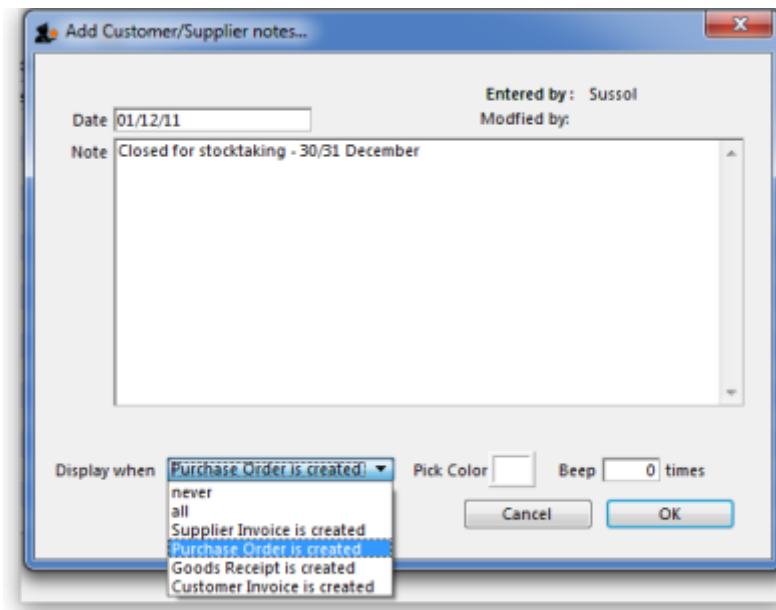 Add Customer/Supplier notes...
Entered by : Sussol
Date 01/12/11
Modfied by:
Note Closed for stocktaking - 30/31 December
Display when Purchase Order is created Pick Color Beep 0 times
never
all
Supplier Invoice is created
Purchase Order is created
Goods Receipt is created
Customer Invoice is created
Cancel OK